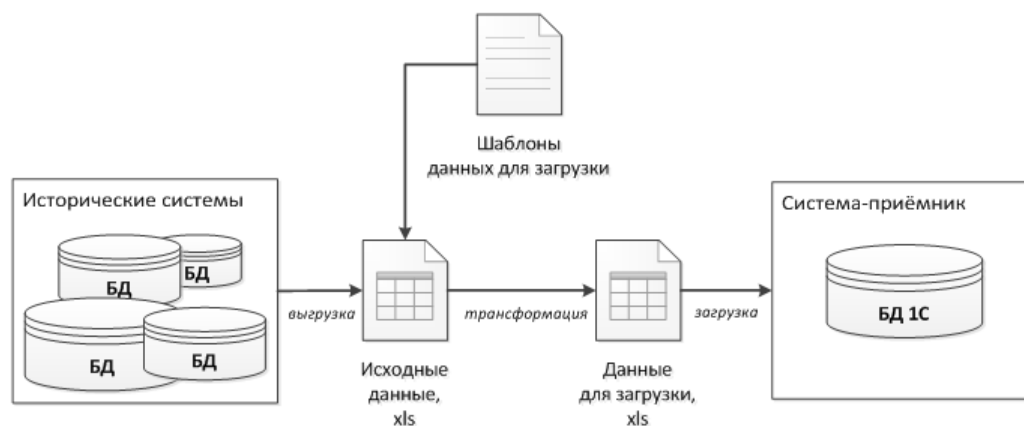 Шаблоны
данных для загрузки
Исторические системы
БД
БД
БД
БД
выгрузка
Исходные
данные,
xls
трансформация
Данные
для загрузки,
xls
загрузка
Система-приёмник
БД 1С